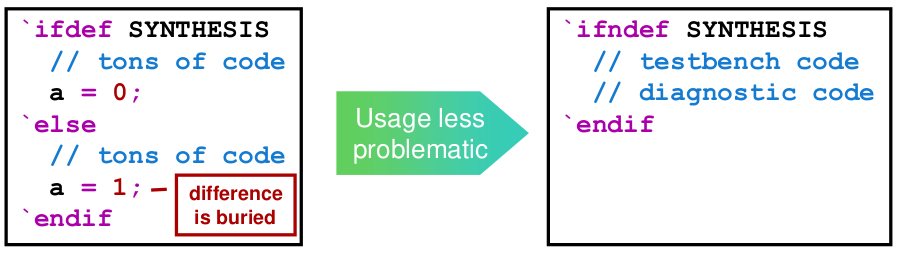 `ifdef SYNTHESIS
// tons of code
a = 0;
`else
// tons of code
a = 1;
difference
is buried
`endif
Usage less
problematic
`ifndef SYNTHESIS
// testbench code
// diagnostic code
`endif